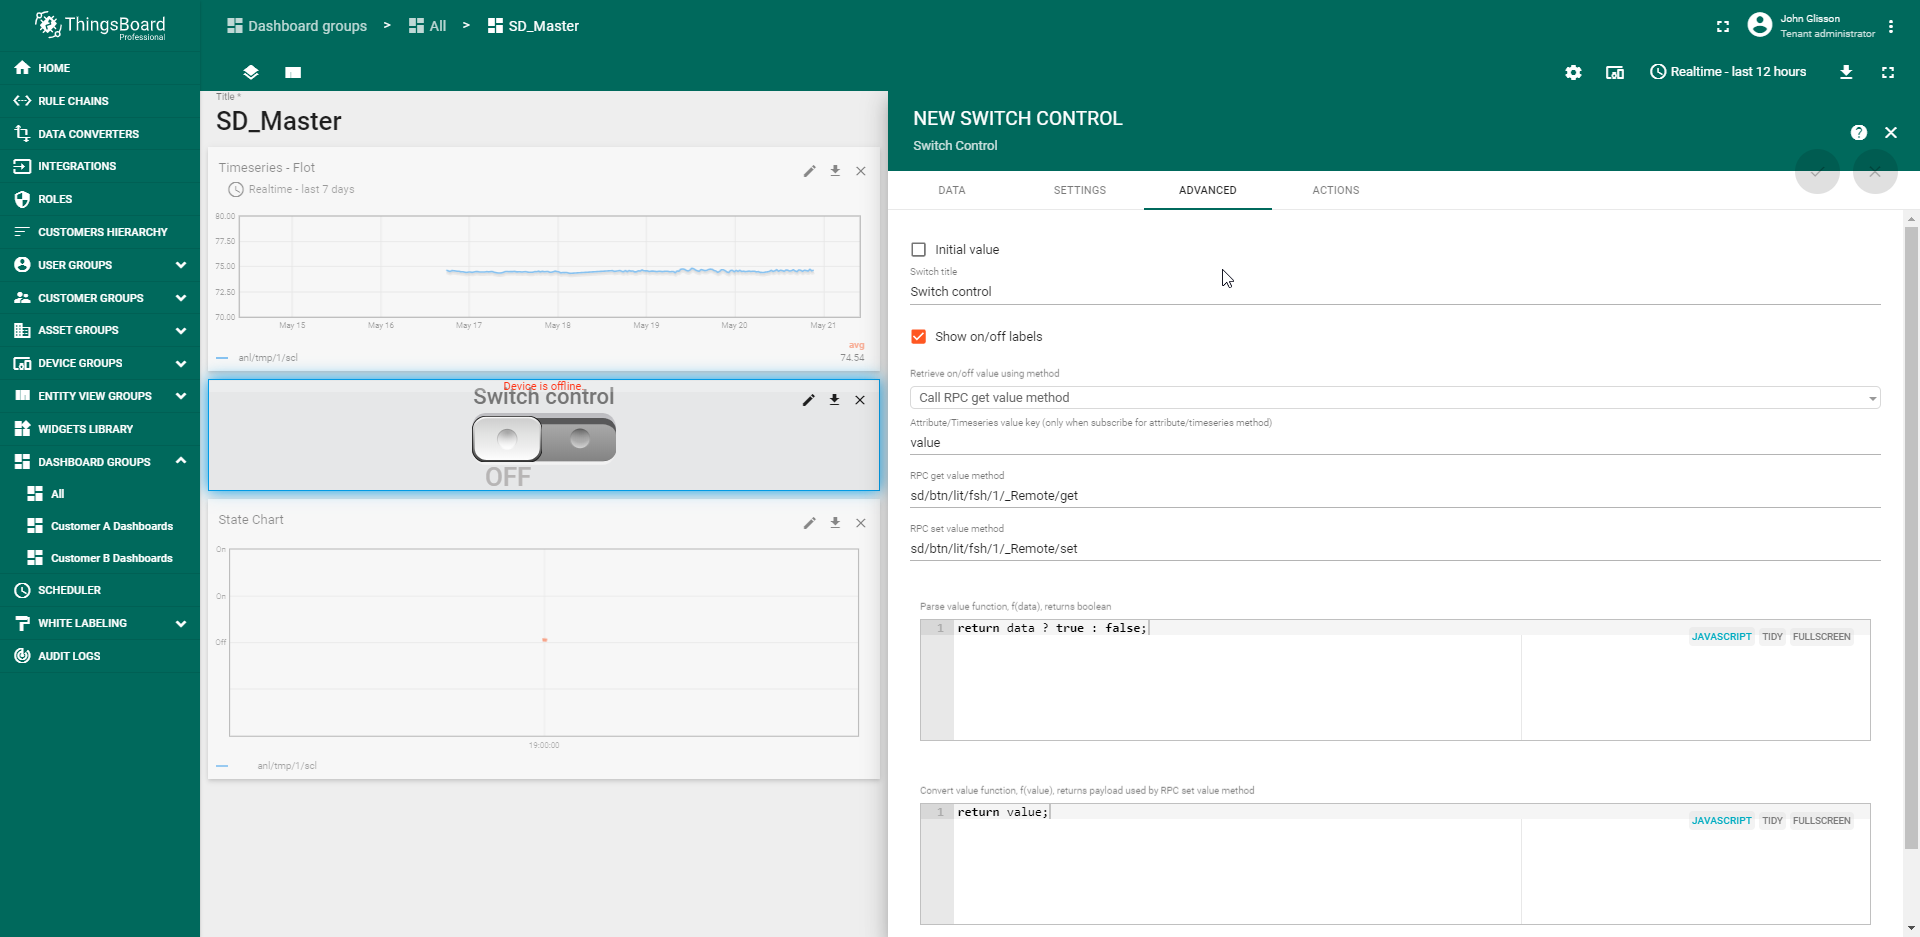 ThingsBoard
Professional
Dashboard groups > All > SD_Master
John Glisson
Tenant administrator
Realtime - last 12 hours
HOME
RULE CHAINS
DATA CONVERTERS
INTEGRATIONS
ROLES
CUSTOMERS HIERARCHY
USER GROUPS
CUSTOMER GROUPS
ASSET GROUPS
DEVICE GROUPS
ENTITY VIEW GROUPS
WIDGETS LIBRARY
DASHBOARD GROUPS
All
Customer A Dashboards
Customer B Dashboards
SCHEDULER
WHITE LABELING
AUDIT LOGS
Title *
SD_Master
Timeseries - Flot
Realtime - last 7 days
80.00
77.50
75.00
72.50
70.00
May 15 May 16 May 17 May 18 May 19 May 20 May 21
avg
anl/tmp/1/scl 74.54
Device is offline
Switch control
OFF
State Chart
On
On
Off
19:00:00
anl/tmp/1/scl
NEW SWITCH CONTROL
Switch Control
DATA SETTINGS ADVANCED ACTIONS
Initial value
Switch title
Switch control
Show on/off labels
Retrieve on/off value using method
Call RPC get value method
Attribute/Timeseries value key (only when subscribe for attribute/timeseries method)
value
RPC get value method
sd/btn/lit/fsh/1/_Remote/get
RPC set value method
sd/btn/lit/fsh/1/_Remote/set
Parse value function, f(data), returns boolean
1 return data ? true : false;
JAVASCRIPT TIDY FULLSCREEN
Convert value function, f(value), returns payload used by RPC set value method
1 return value;
JAVASCRIPT TIDY FULLSCREEN